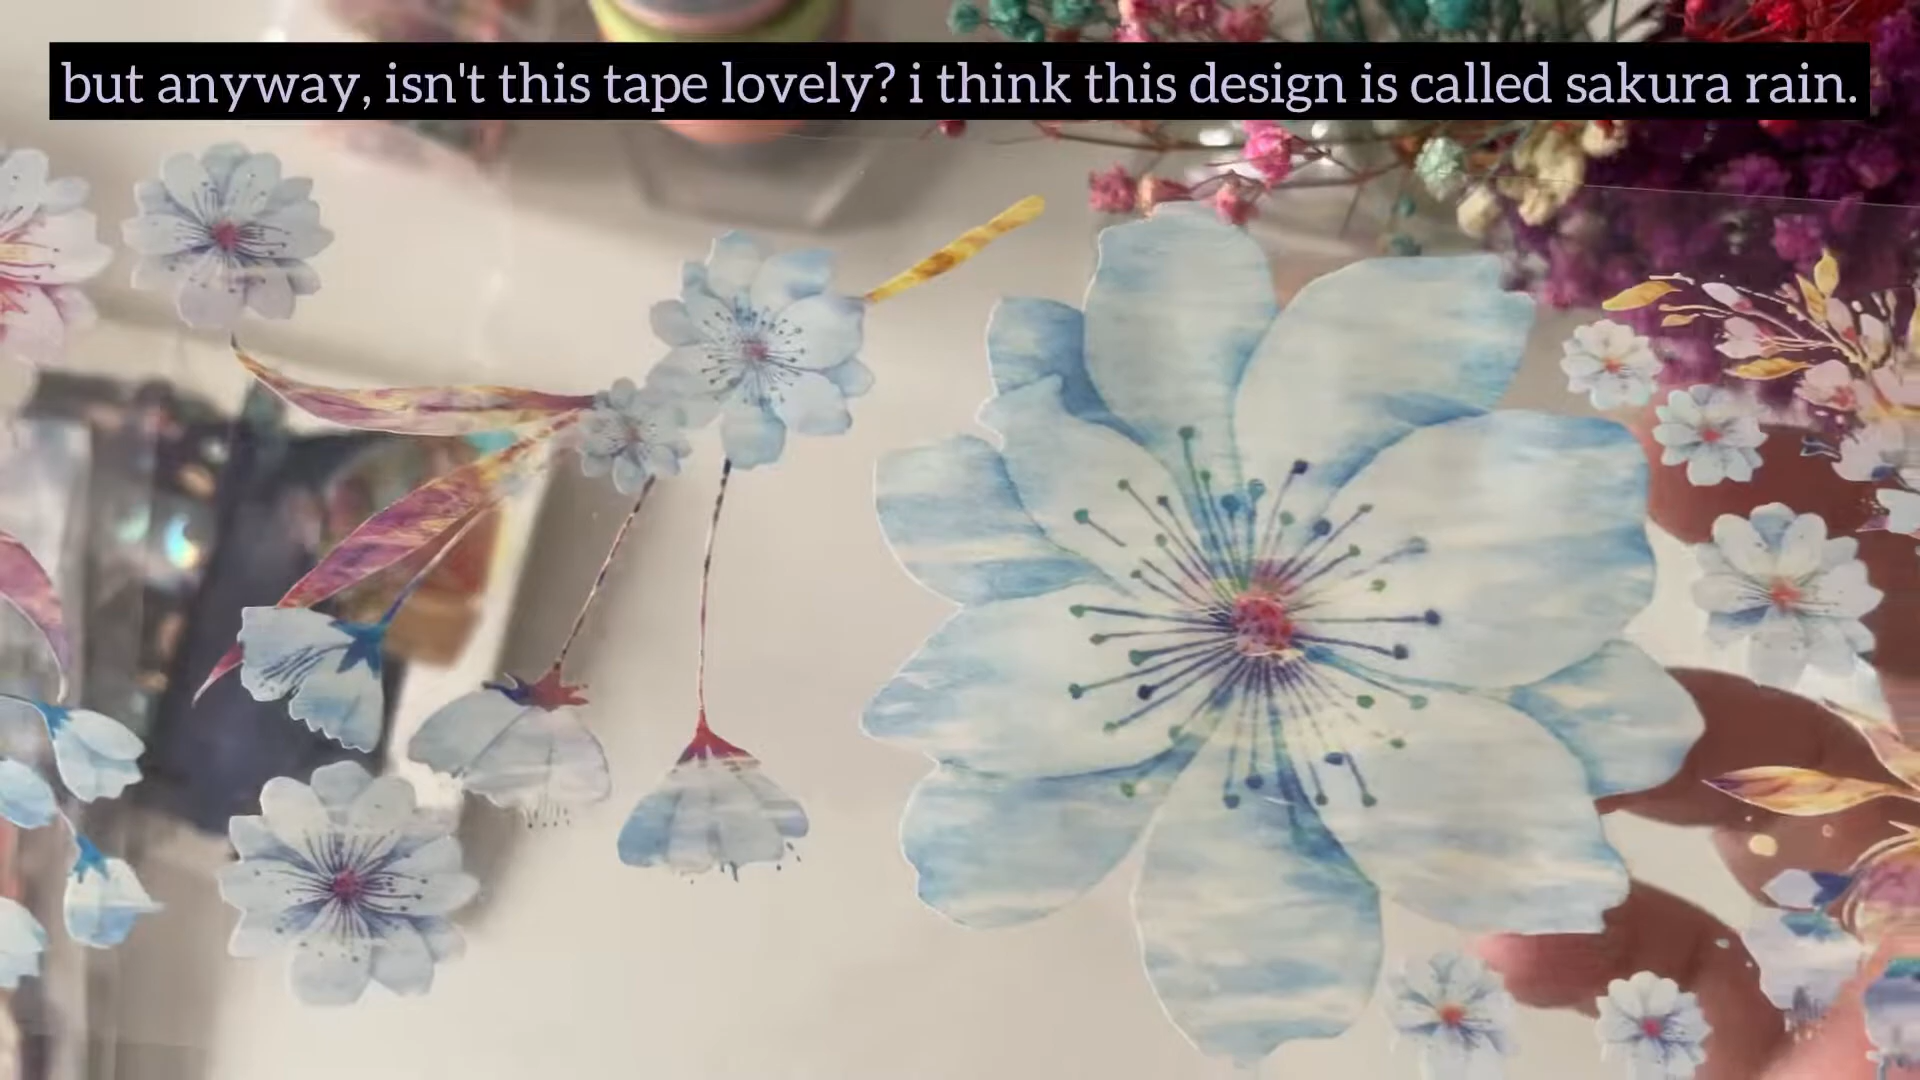 but anyway, isn't this tape lovely? i think this design is called sakura rain.